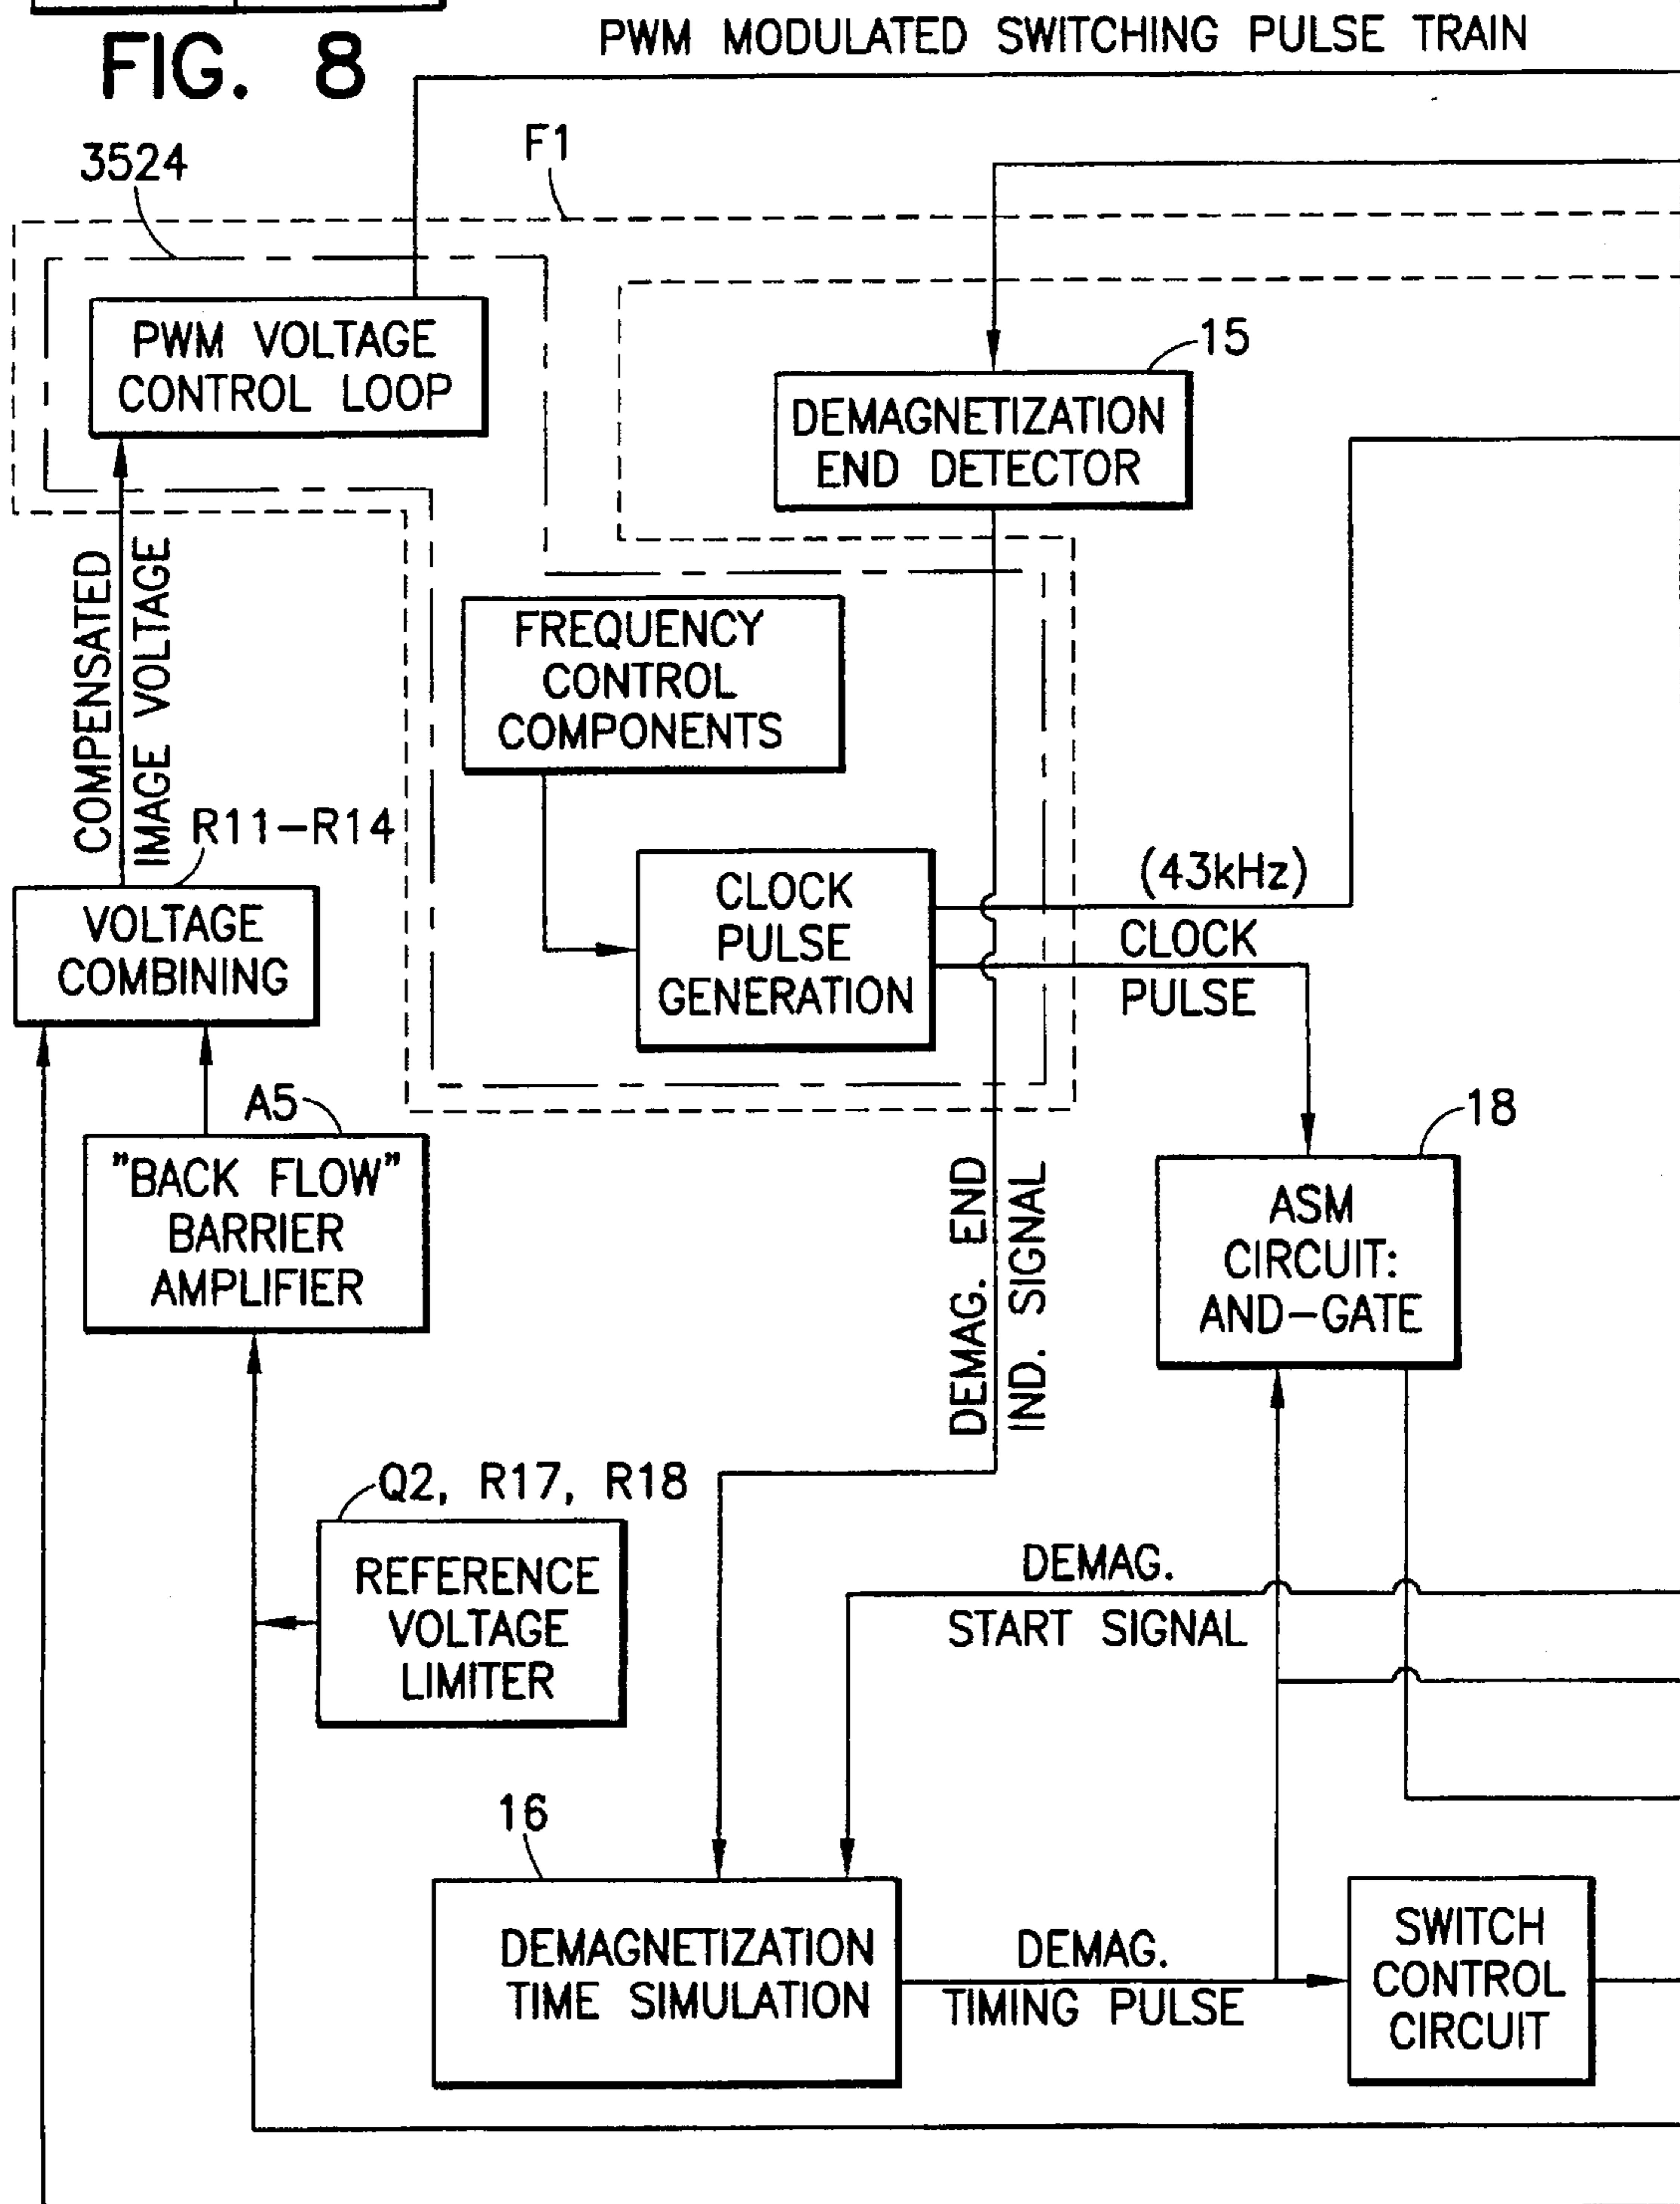 FIG. 8
PWM MODULATED SWITCHING PULSE TRAIN
3524
F1
PWM VOLTAGE
CONTROL LOOP
15
DEMAGNETIZATION
END DETECTOR
COMPENSATED
IMAGE VOLTAGE
FREQUENCY
CONTROL
COMPONENTS
R11-R14
VOLTAGE
COMBINING
CLOCK
PULSE
GENERATION
(43kHz)
CLOCK
PULSE
A5
"BACK FLOW"
BARRIER
AMPLIFIER
18
ASM
CIRCUIT:
AND-GATE
DEMAG. END
IND. SIGNAL
Q2, R17, R18
REFERENCE
VOLTAGE
LIMITER
DEMAG.
START SIGNAL
16
DEMAGNETIZATION
TIME SIMULATION
DEMAG.
TIMING PULSE
SWITCH
CONTROL
CIRCUIT